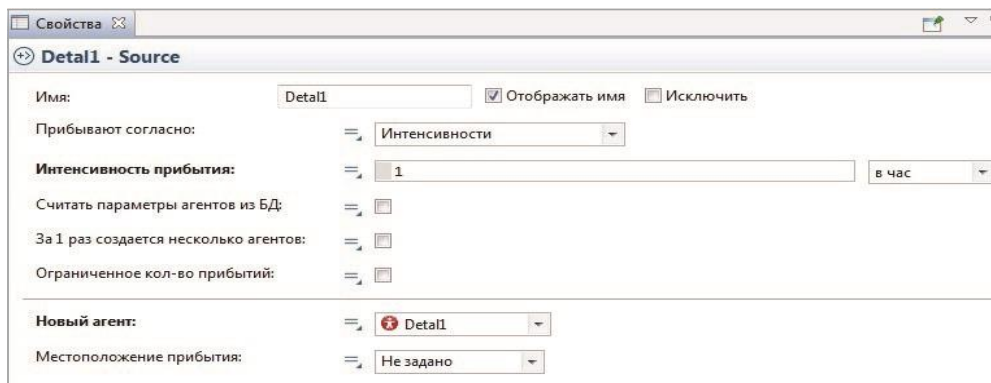 Свойства
Detal1 - Source
Имя: Detal1 Отображать имя Исключить
Прибывают согласно: Интенсивности
Интенсивность прибытия: 1 в час
Считать параметры агентов из БД:
За 1 раз создается несколько агентов:
Ограниченное кол-во прибытий:
Новый агент: Detal1
Местоположение прибытия: Не задано